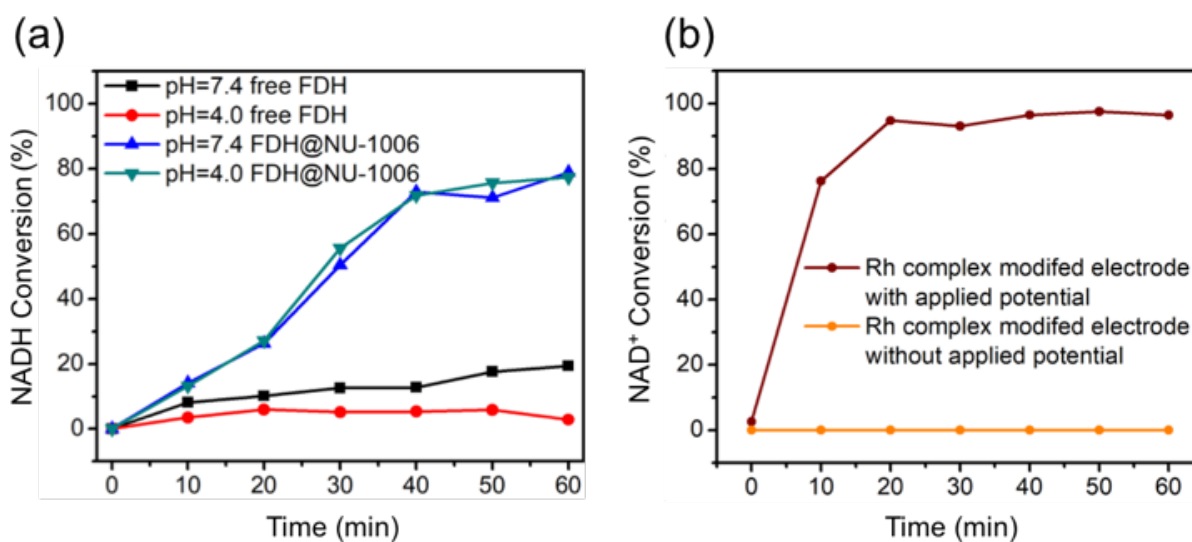 (a)
NADH Conversion (%)
100
80
60
40
20
0
pH=7.4 free FDH
pH=4.0 free FDH
pH=7.4 FDH@NU-1006
pH=4.0 FDH@NU-1006
0 10 20 30 40 50 60
Time (min)
(b)
NAD⁺ Conversion (%)
100
80
60
40
20
0
Rh complex modifed electrode
with applied potential
Rh complex modifed electrode
without applied potential
0 10 20 30 40 50 60
Time (min)